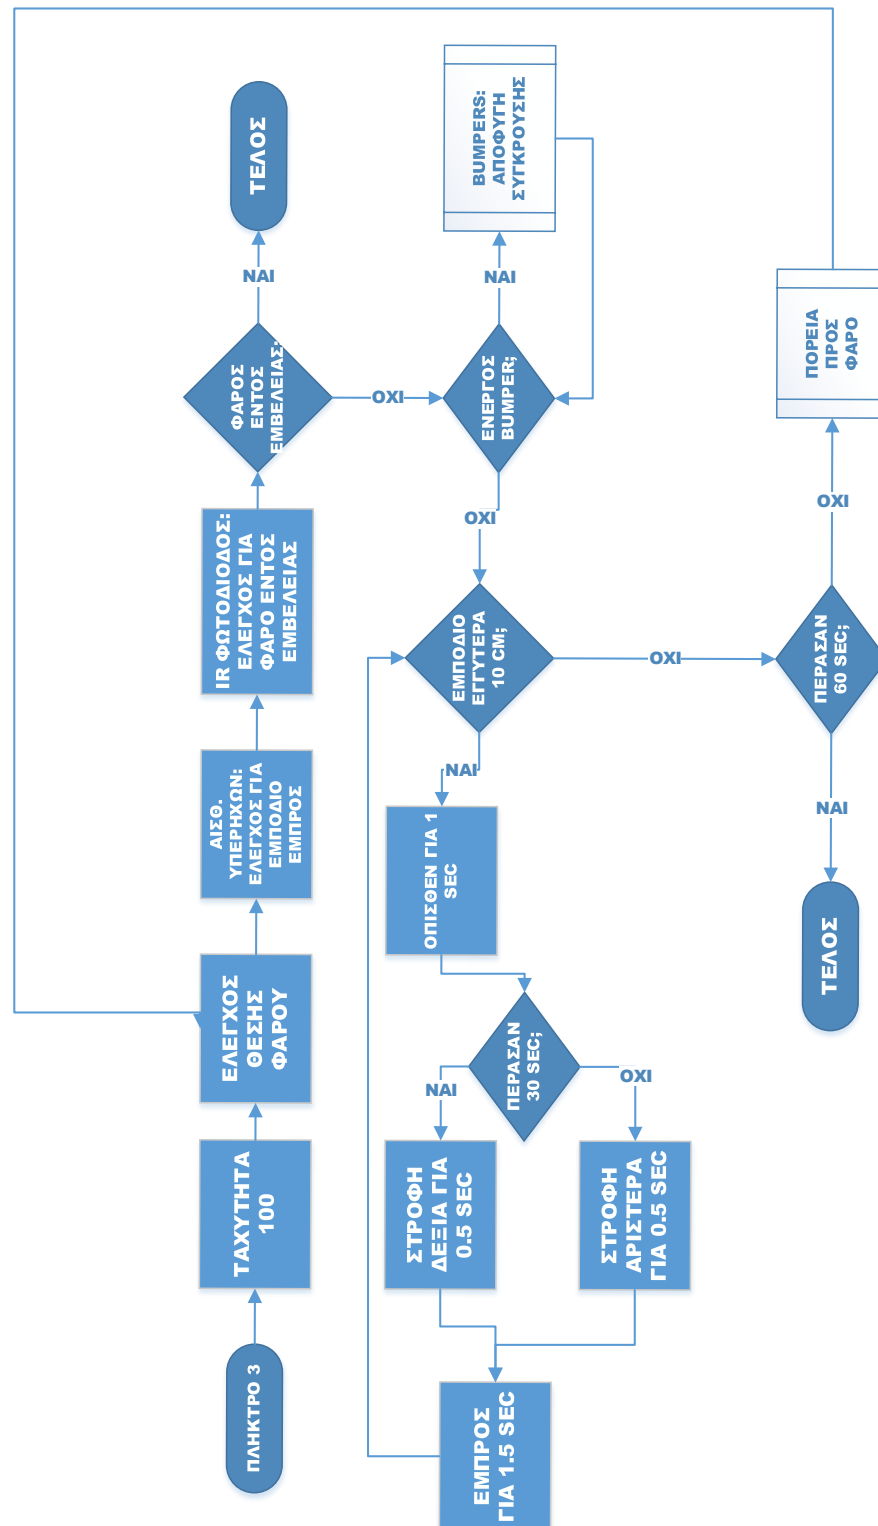 ΠΛΗΚΤΡΟ 3
ΤΑΧΥΤΗΤΑ
100
ΕΛΕΓΧΟΣ
ΘΕΣΗΣ
ΦΑΡΟΥ
ΑΙΣΘ.
ΥΠΕΡΗΧΩΝ:
ΕΛΕΓΧΟΣ ΓΙΑ
ΕΜΠΟΔΙΟ
ΕΜΠΡΟΣ
IR ΦΩΤΟΔΙΟΔΟΣ:
ΕΛΕΓΧΟΣ ΓΙΑ
ΦΑΡΟ ΕΝΤΟΣ
ΕΜΒΕΛΕΙΑΣ
ΦΑΡΟΣ
ΕΝΤΟΣ
ΕΜΒΕΛΕΙΑΣ;
ΝΑΙ
ΤΕΛΟΣ
ΟΧΙ
ΕΝΕΡΓΟΣ
BUMPER;
ΝΑΙ
BUMPERS:
ΑΠΟΦΥΓΗ
ΣΥΓΚΡΟΥΣΗΣ
ΟΧΙ
ΕΜΠΟΔΙΟ
ΕΓΓΥΤΕΡΑ
10 CM;
ΝΑΙ
ΟΠΙΣΘΕΝ ΓΙΑ 1
SEC
ΠΕΡΑΣΑΝ
30 SEC;
ΝΑΙ
ΣΤΡΟΦΗ
ΔΕΞΙΑ ΓΙΑ
0.5 SEC
ΟΧΙ
ΣΤΡΟΦΗ
ΑΡΙΣΤΕΡΑ
ΓΙΑ 0.5 SEC
ΕΜΠΡΟΣ
ΓΙΑ 1.5 SEC
ΟΧΙ
ΠΕΡΑΣΑΝ
60 SEC;
ΟΧΙ
ΠΟΡΕΙΑ
ΠΡΟΣ
ΦΑΡΟ
ΝΑΙ
ΤΕΛΟΣ